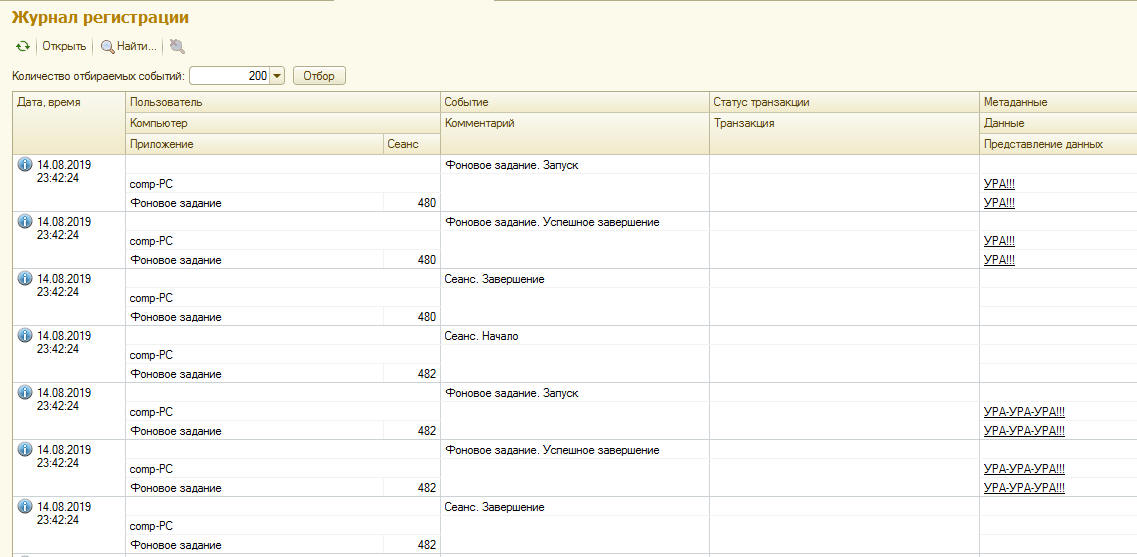 Журнал регистрации
Открыть Найти...
Количество отбираемых событий: 200 Отбор
Дата, время Пользователь Событие Статус транзакции Метаданные
Компьютер Комментарий Транзакция Данные
Приложение Сеанс Представление данных
14.08.2019 Фоновое задание. Запуск
23:42:24 comp-PC УРА!!!
Фоновое задание 480 УРА!!!
14.08.2019 Фоновое задание. Успешное завершение
23:42:24 comp-PC УРА!!!
Фоновое задание 480 УРА!!!
14.08.2019 Сеанс. Завершение
23:42:24 comp-PC
Фоновое задание 480
14.08.2019 Сеанс. Начало
23:42:24 comp-PC
Фоновое задание 482
14.08.2019 Фоновое задание. Запуск
23:42:24 comp-PC УРА-УРА-УРА!!!
Фоновое задание 482 УРА-УРА-УРА!!!
14.08.2019 Фоновое задание. Успешное завершение
23:42:24 comp-PC УРА-УРА-УРА!!!
Фоновое задание 482 УРА-УРА-УРА!!!
14.08.2019 Сеанс. Завершение
23:42:24 comp-PC
Фоновое задание 482